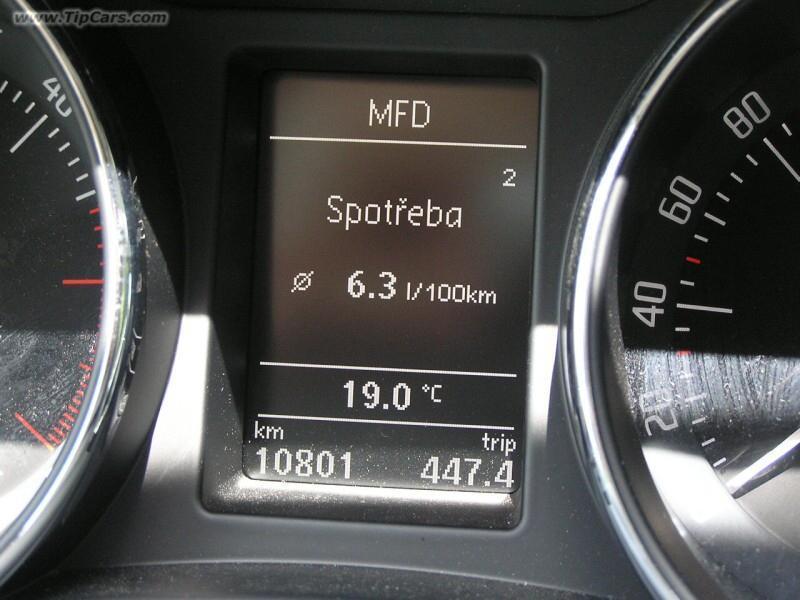 www.TipCars.com
MFD
2
Spotřeba
ø 6.3 l/100km
19.0 °C
km trip
10801 447.4
40
80
60
40
20